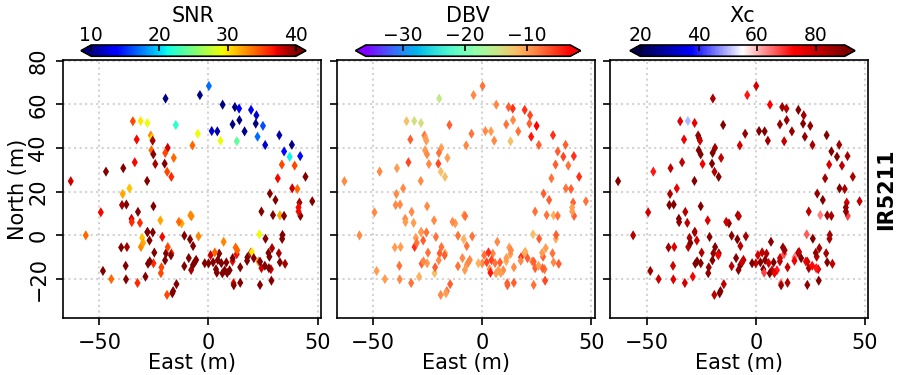 SNR DBV Xc
10 20 30 40 −30 −20 −10 20 40 60 80
80
60
40
20
0
−20
North (m)
IR5211
−50 0 50 −50 0 50 −50 0 50
East (m) East (m) East (m)